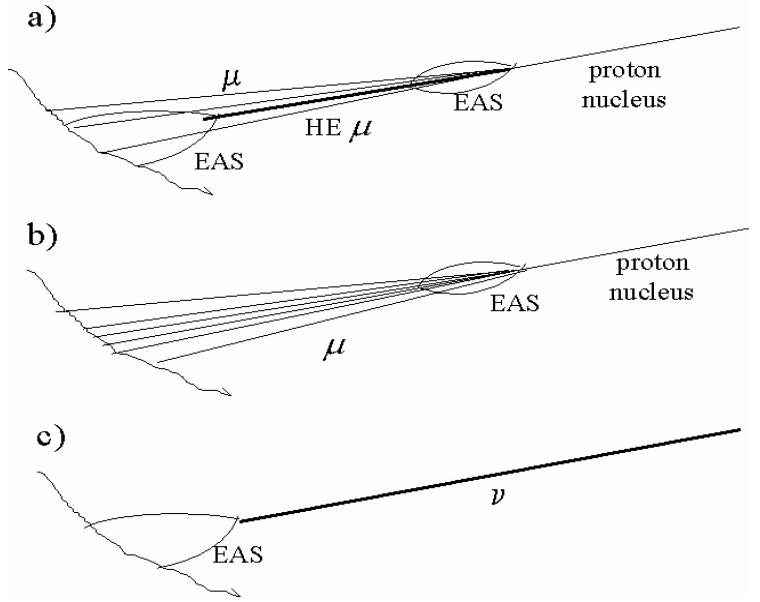 a)
μ
proton
nucleus
EAS
HE μ
EAS
b)
proton
nucleus
EAS
μ
c)
ν
EAS